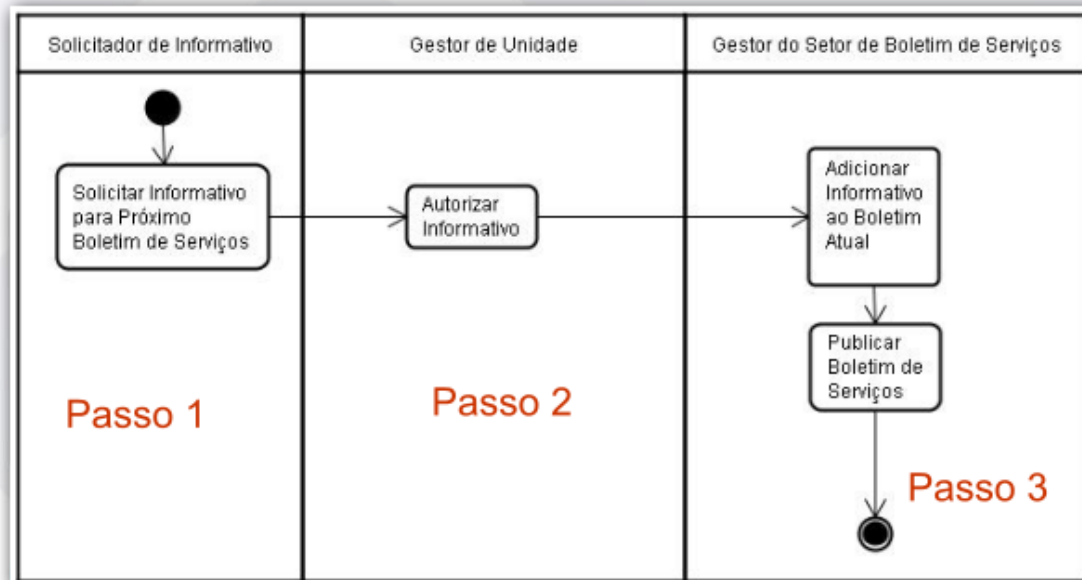 Solicitador de Informativo
Gestor de Unidade
Gestor do Setor de Boletim de Serviços
Solicitar Informativo
para Próximo
Boletim de Serviços
Autorizar
Informativo
Adicionar
Informativo
ao Boletim
Atual
Publicar
Boletim de
Serviços
Passo 1
Passo 2
Passo 3